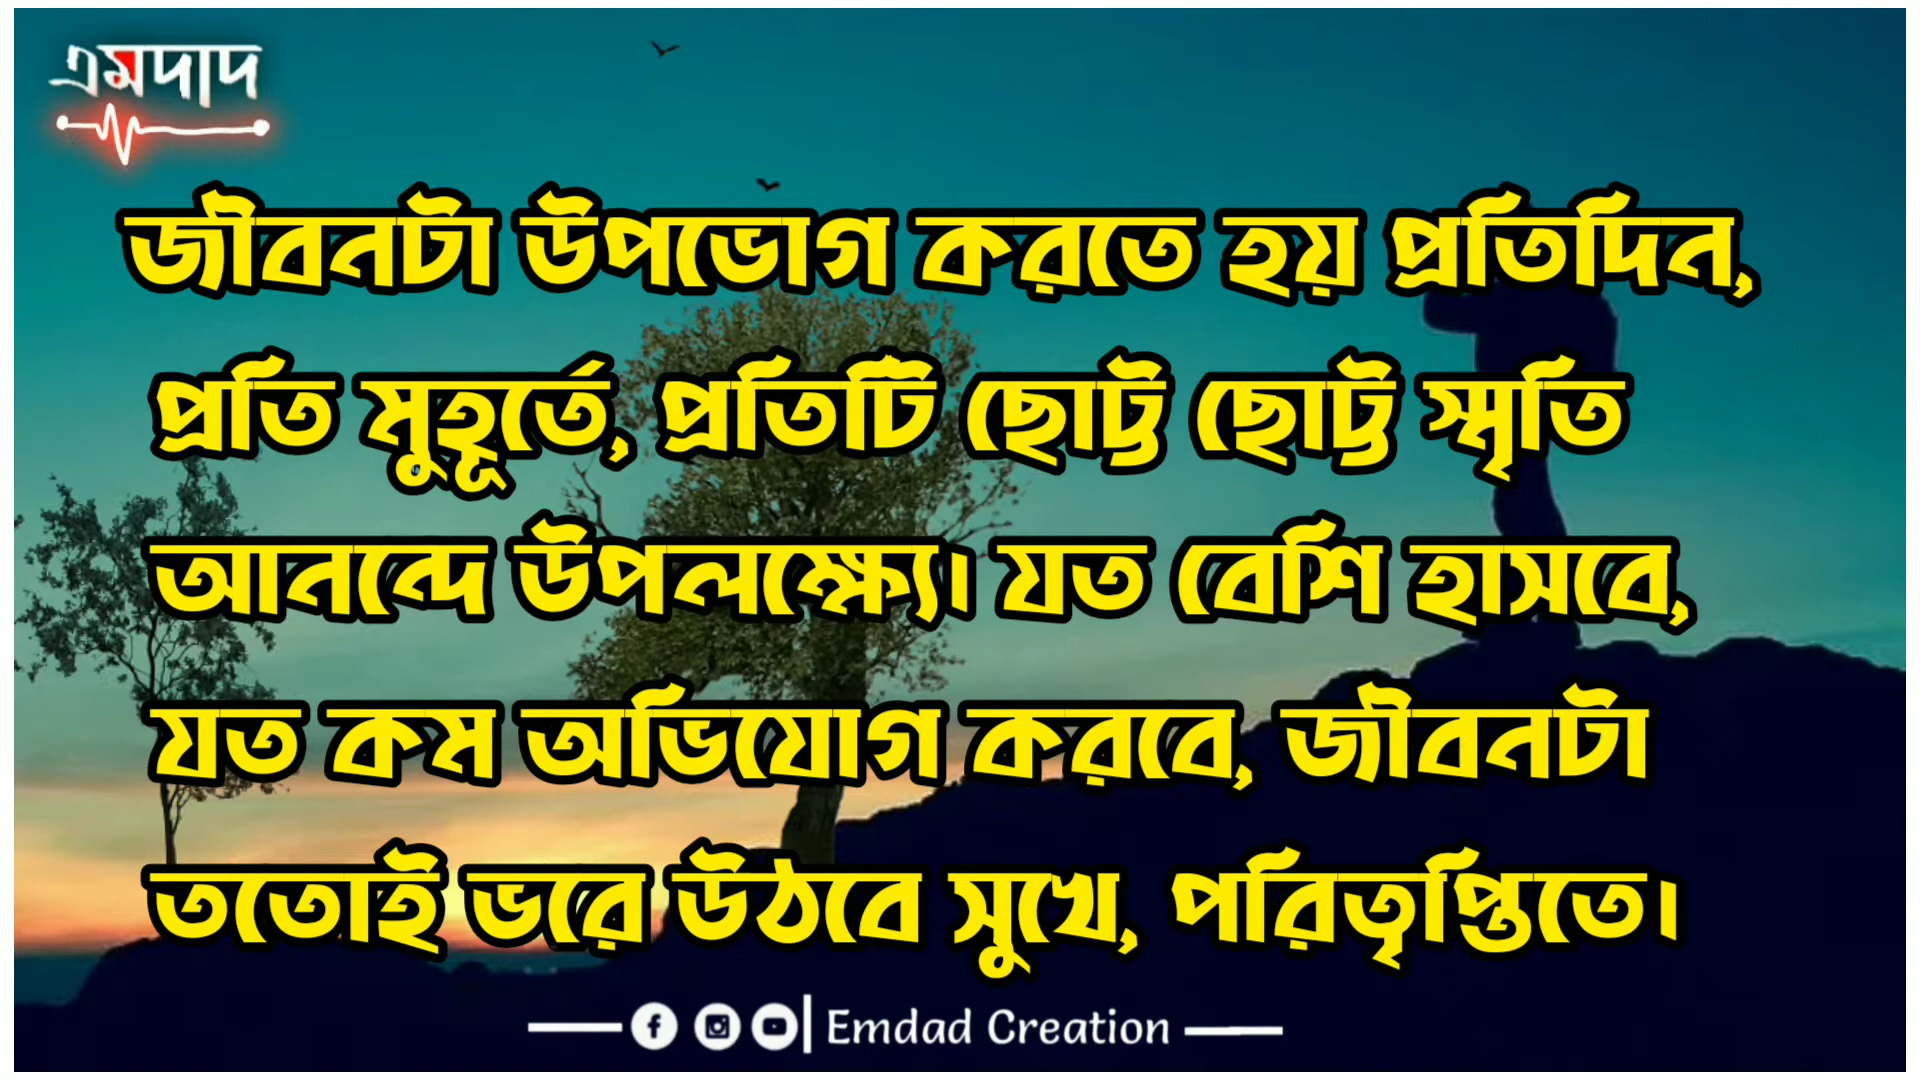 এমদাদ
জীবনটা উপভোগ করতে হয় প্রতিদিন,
প্রতি মুহূর্তে, প্রতিটি ছোট্ট ছোট্ট স্মৃতি
আনন্দে উপলক্ষ্যে। যত বেশি হাসবে,
যত কম অভিযোগ করবে, জীবনটা
ততোই ভরে উঠবে সুখে, পরিতৃপ্তিতে।
Emdad Creation